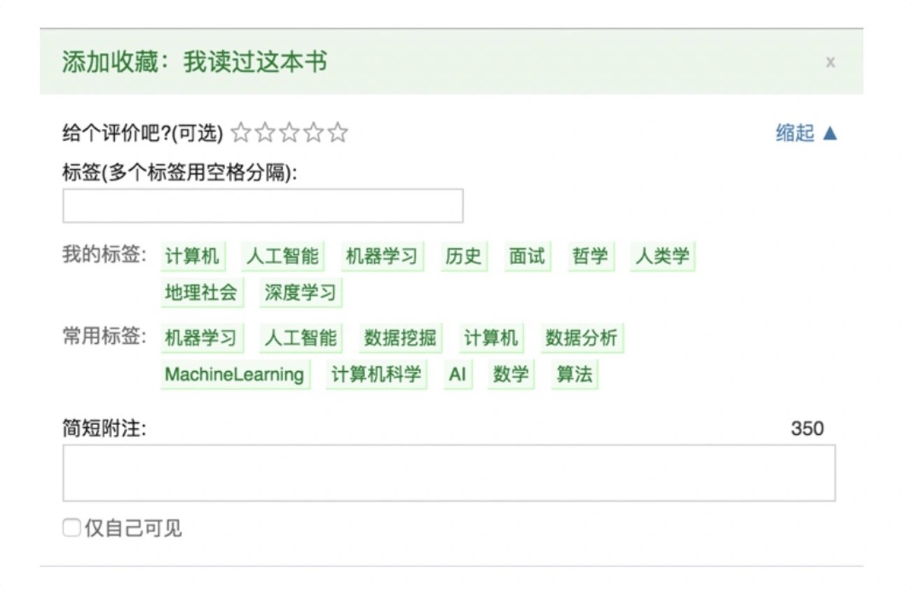 添加收藏：我读过这本书 x
给个评价吧?(可选) ☆☆☆☆☆ 缩起 ▲
标签(多个标签用空格分隔):
我的标签: 计算机 人工智能 机器学习 历史 面试 哲学 人类学
地理社会 深度学习
常用标签: 机器学习 人工智能 数据挖掘 计算机 数据分析
MachineLearning 计算机科学 AI 数学 算法
简短附注: 350
仅自己可见